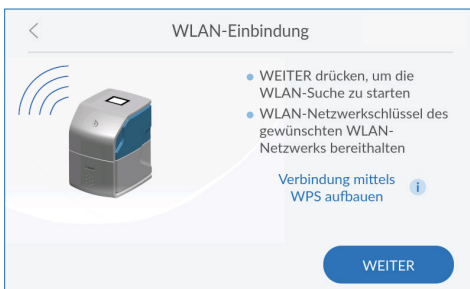 WLAN-Einbindung
WEITER drücken, um die
WLAN-Suche zu starten
WLAN-Netzwerkschlüssel des
gewünschten WLAN-
Netzwerks bereithalten
Verbindung mittels
WPS aufbauen
i
WEITER